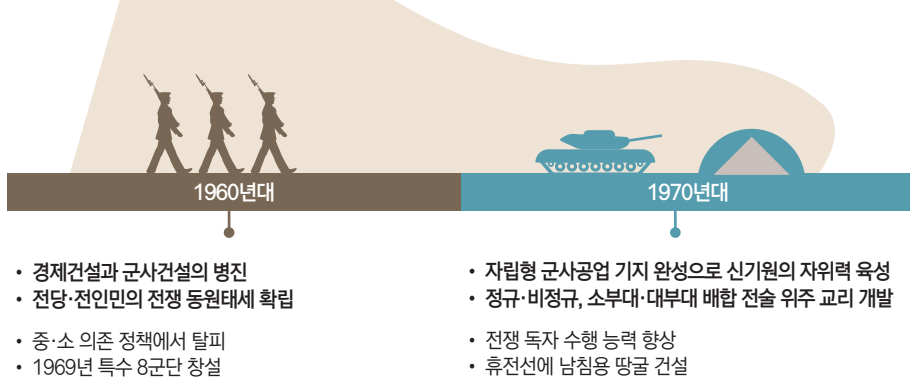 1960년대
• 경제건설과 군사건설의 병진
• 전당·전인민의 전쟁 동원태세 확립
• 중·소 의존 정책에서 탈피
• 1969년 특수 8군단 창설
1970년대
• 자립형 군사공업 기지 완성으로 신기원의 자위력 육성
• 정규·비정규, 소부대·대부대 배합 전술 위주 교리 개발
• 전쟁 독자 수행 능력 향상
• 휴전선에 남침용 땅굴 건설